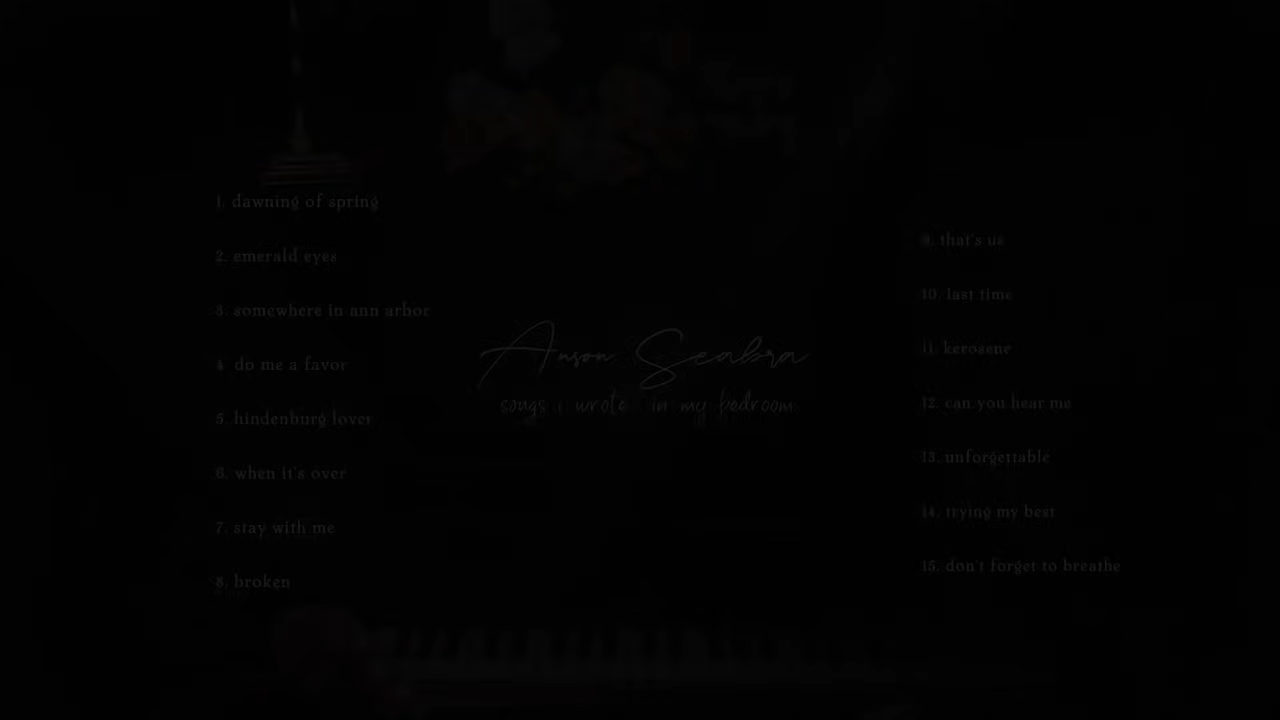 1. dawning of spring
2. emerald eyes
3. somewhere in ann arbor
4. do me a favor
5. hindenburg lover
6. when it's over
7. stay with me
8. broken
Anson Seabra
songs i wrote in my bedroom
9. that's us
10. last time
11. kerosene
12. can you hear me
13. unforgettable
14. trying my best
15. don't forget to breathe